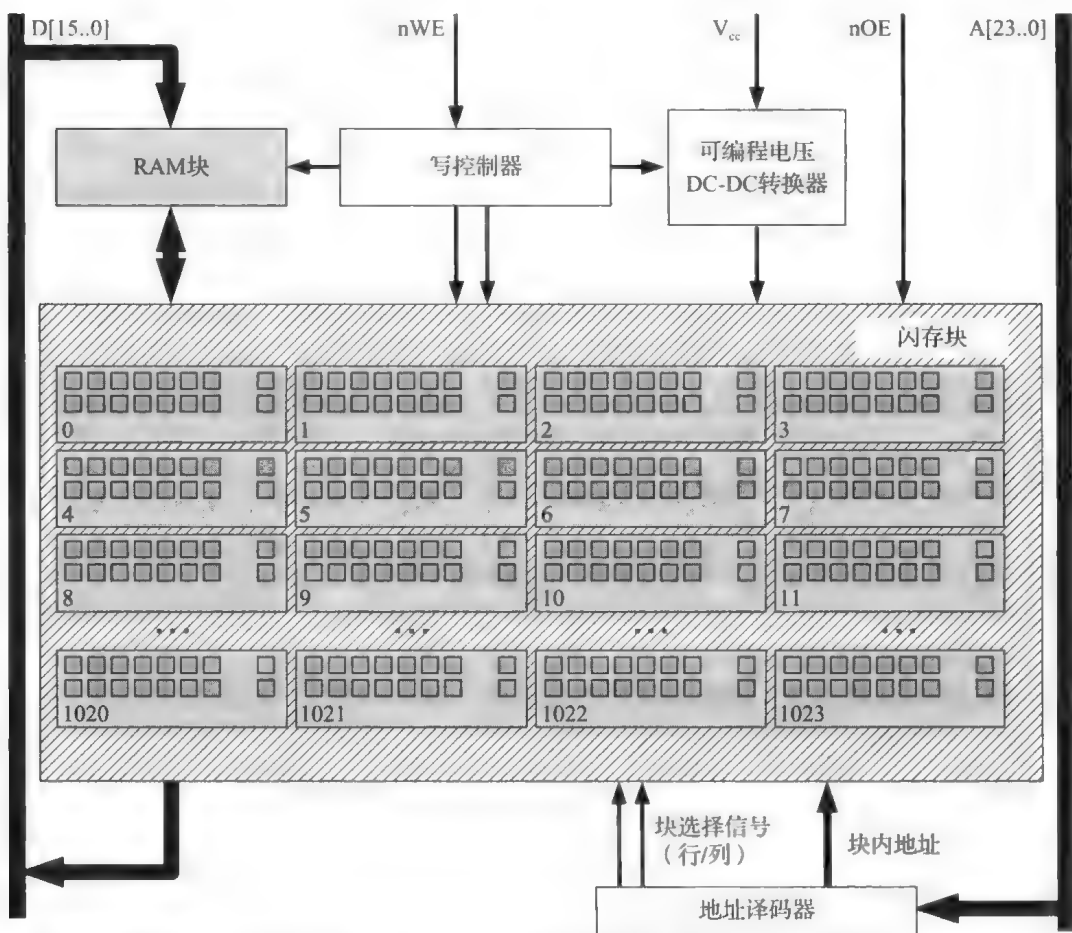 D[15..0]
nWE
Vcc
nOE
A[23..0]
RAM块
写控制器
可编程电压
DC-DC转换器
闪存块
0
1
2
3
4
5
6
7
8
9
10
11
...
...
...
...
1020
1021
1022
1023
块选择信号
（行/列）
块内地址
地址译码器